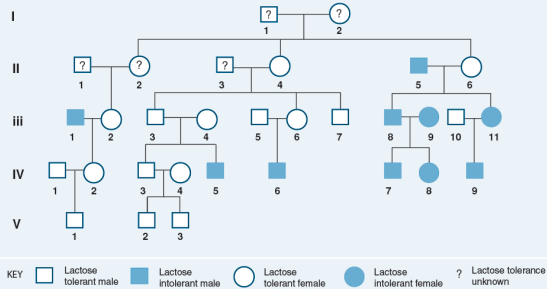 I
? ?
1 2
II
? ? ?
1 2 3 4 5 6
iii
1 2 3 4 5 6 7 8 9 10 11
IV
1 2 3 4 5 6 7 8 9
V
1 2 3
KEY Lactose tolerant male Lactose intolerant male Lactose tolerant female Lactose intolerant female ? Lactose tolerance unknown